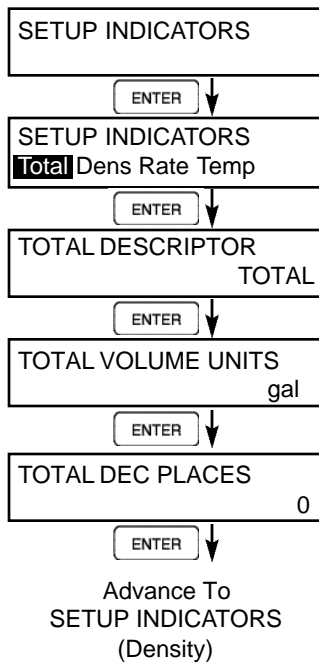 SETUP INDICATORS
ENTER
SETUP INDICATORS
Total Dens Rate Temp
ENTER
TOTAL DESCRIPTOR
TOTAL
ENTER
TOTAL VOLUME UNITS
gal
ENTER
TOTAL DEC PLACES
0
ENTER
Advance To
SETUP INDICATORS
(Density)